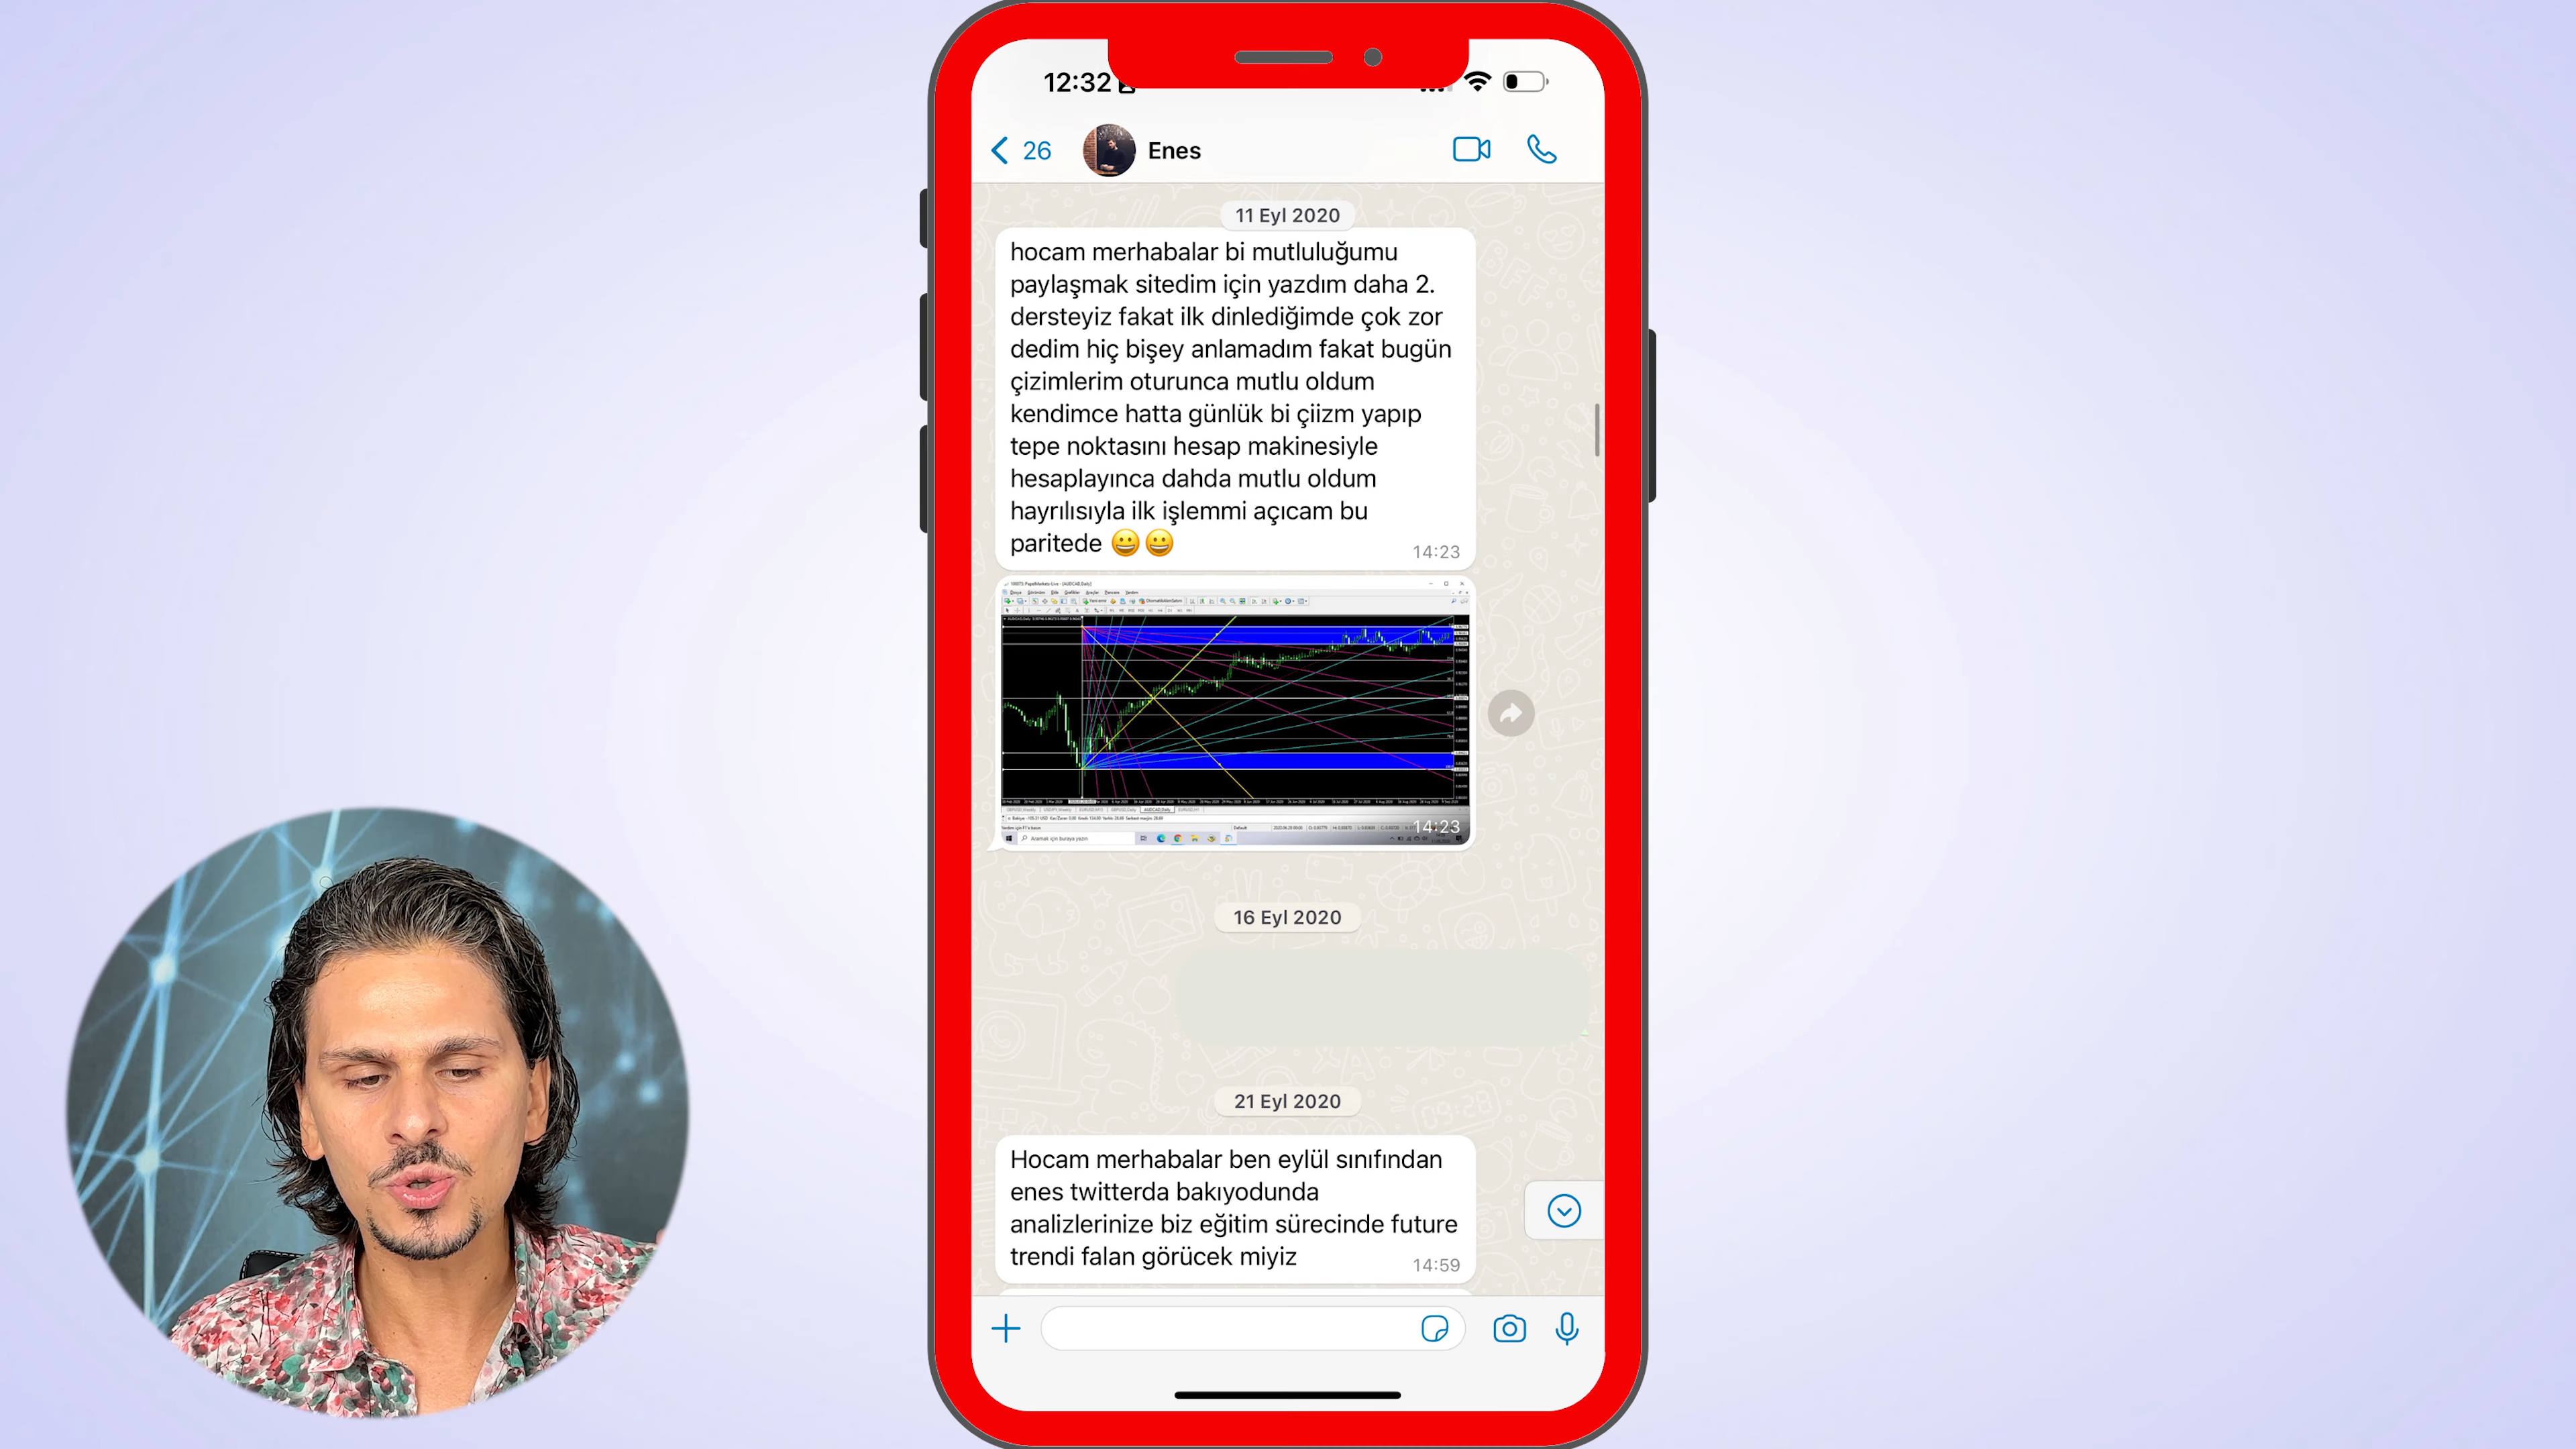 12:32
26
Enes
11 Eyl 2020
hocam merhabalar bi mutluluğumu
paylaşmak sitedim için yazdım daha 2.
dersteyiz fakat ilk dinlediğimde çok zor
dedim hiç bişey anlamadım fakat bugün
çizimlerim oturunca mutlu oldum
kendimce hatta günlük bi çiizm yapıp
tepe noktasını hesap makinesiyle
hesaplayınca dahda mutlu oldum
hayrılısıyla ilk işlemmi açıcam bu
paritede 😀😀
14:23
Aramak için buraya yazın
14:23
16 Eyl 2020
21 Eyl 2020
Hocam merhabalar ben eylül sınıfından
enes twitterda bakıyodunda
analizlerinize biz eğitim sürecinde future
trendi falan görücek miyiz
14:59